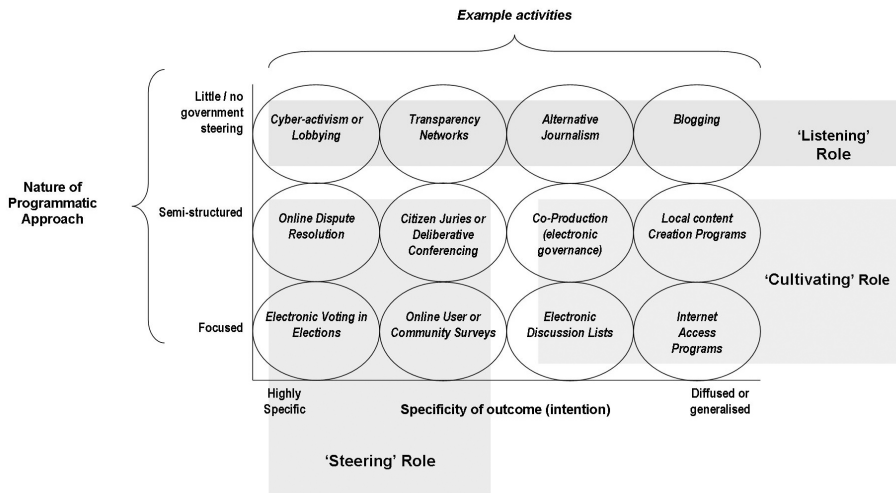 Example activities
Little / no
government
steering
Cyber-activism or
Lobbying
Transparency
Networks
Alternative
Journalism
Blogging
‘Listening’
Role
Nature of
Programmatic
Approach
Semi-structured
Online Dispute
Resolution
Citizen Juries or
Deliberative
Conferencing
Co-Production
(electronic
governance)
Local content
Creation Programs
‘Cultivating’ Role
Focused
Electronic Voting in
Elections
Online User or
Community Surveys
Electronic
Discussion Lists
Internet
Access
Programs
Highly
Specific
Specificity of outcome (intention)
Diffused or
generalised
‘Steering’ Role